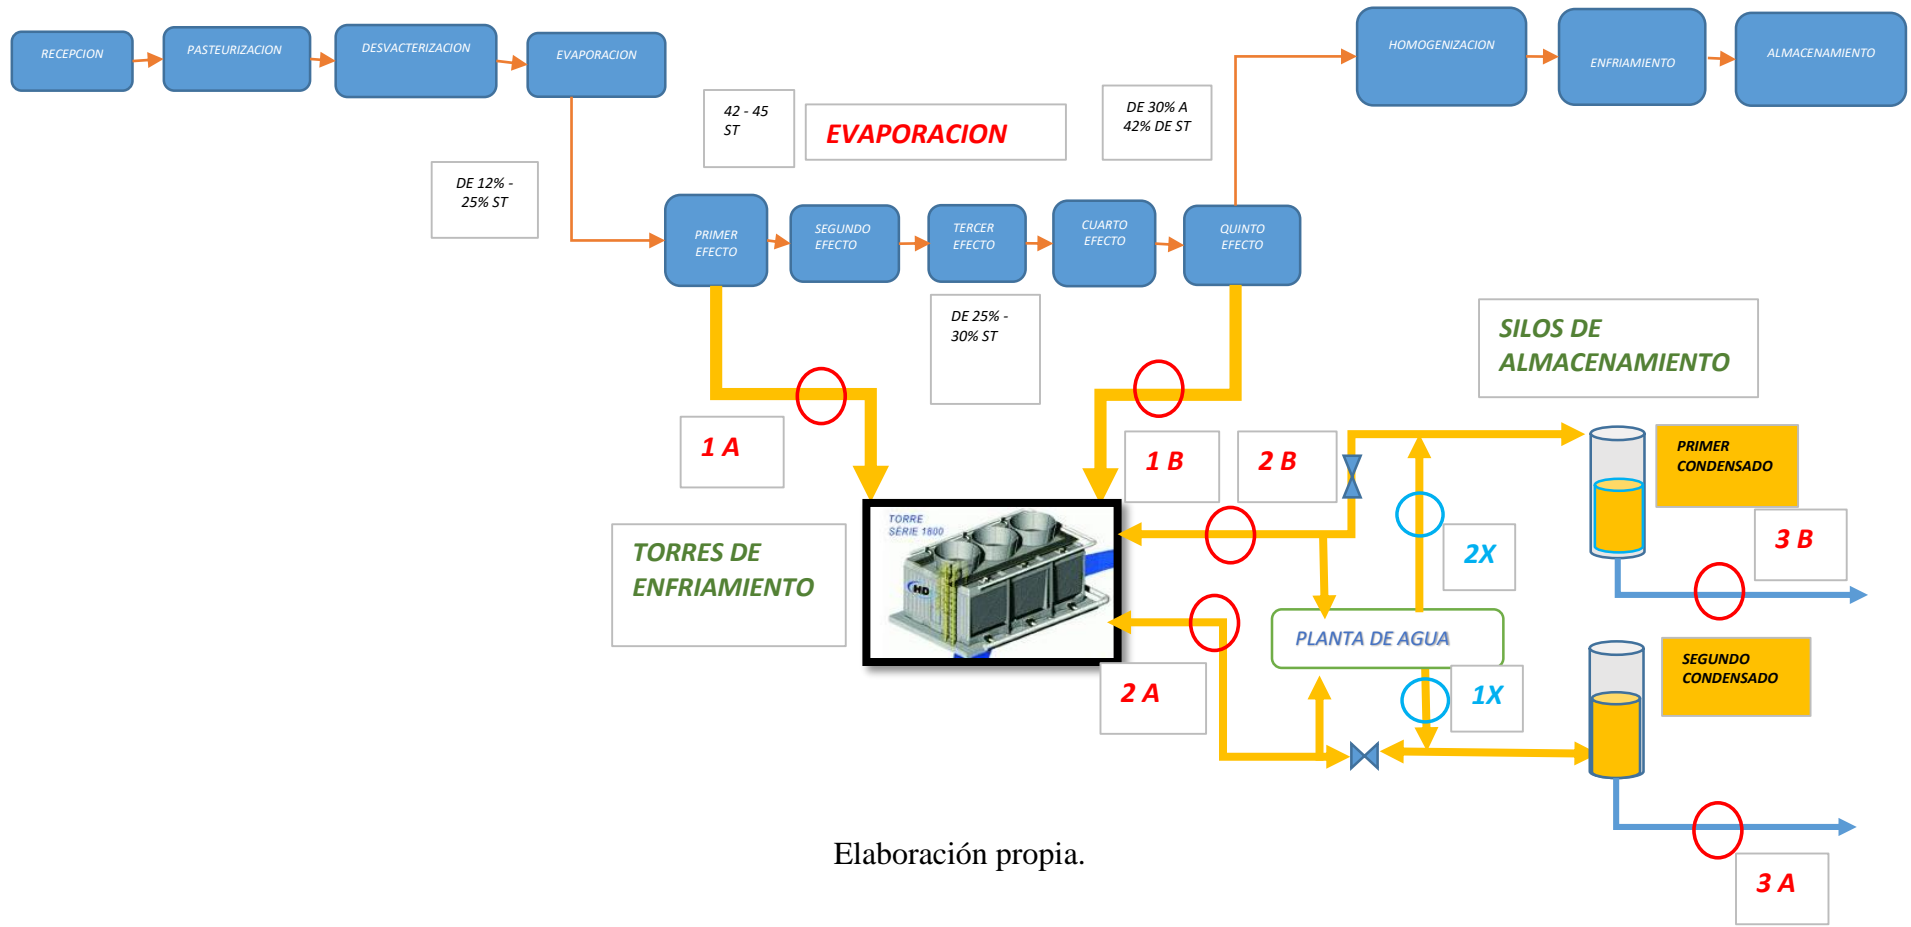 RECEPCION
PASTEURIZACION
DESVACTERIZACION
EVAPORACION
HOMOGENIZACION
ENFRIAMIENTO
ALMACENAMIENTO
42 - 45
ST
EVAPORACION
DE 30% A
42% DE ST
DE 12% -
25% ST
PRIMER
EFECTO
SEGUNDO
EFECTO
TERCER
EFECTO
CUARTO
EFECTO
QUINTO
EFECTO
DE 25% -
30% ST
SILOS DE
ALMACENAMIENTO
1 A
1 B
2 B
PRIMER
CONDENSADO
3 B
TORRES DE
ENFRIAMIENTO
TORRE
SÉRIE 1800
HD
2X
PLANTA DE AGUA
SEGUNDO
CONDENSADO
2 A
1X
Elaboración propia.
3 A